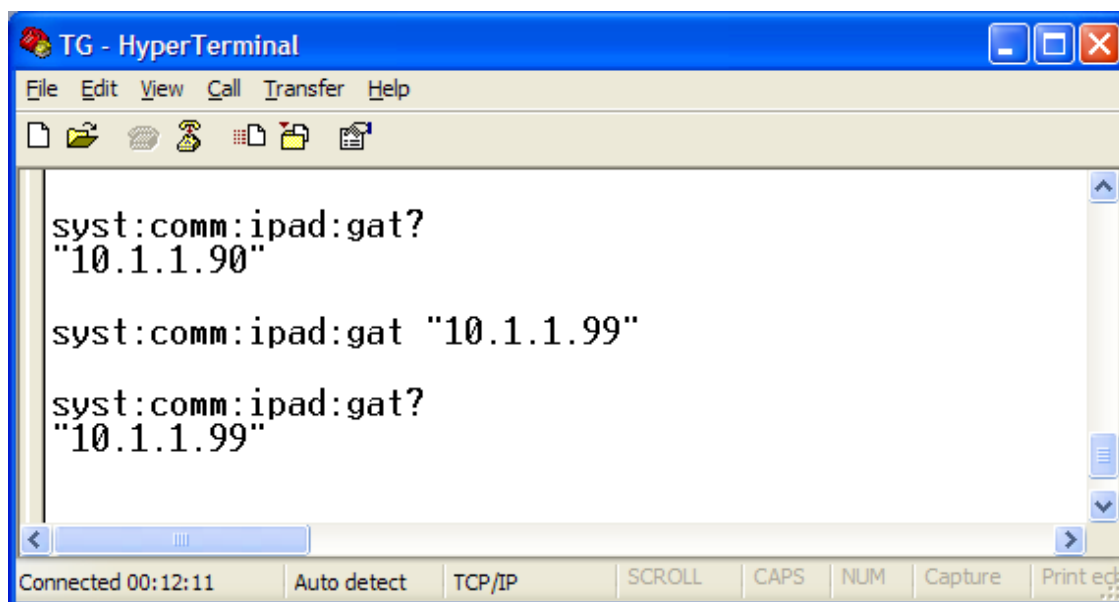 TG - HyperTerminal
File Edit View Call Transfer Help
syst:comm:ipad:gat?
"10.1.1.90"
syst:comm:ipad:gat "10.1.1.99"
syst:comm:ipad:gat?
"10.1.1.99"
Connected 00:12:11 Auto detect TCP/IP SCROLL CAPS NUM Capture Print